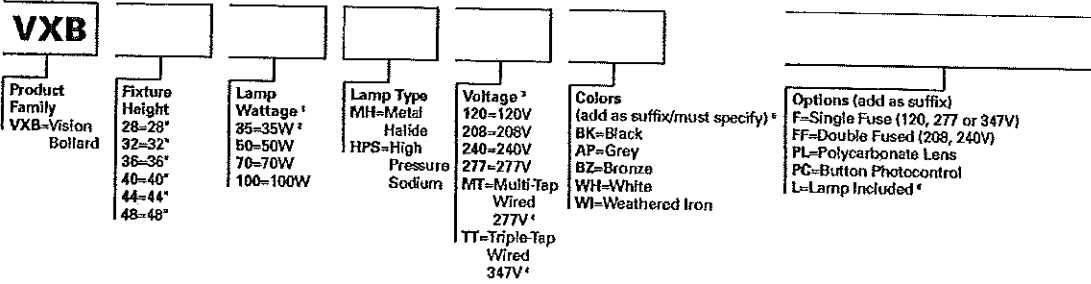 VXB
Product
Family
VXB=Vision
Bollard
Fixture
Height
28=28"
32=32"
36=36"
40=40"
44=44"
48=48"
Lamp
Wattage ¹
35=35W ²
50=50W
70=70W
100=100W
Lamp Type
MH=Metal
Halide
HPS=High
Pressure
Sodium
Voltage ³
120=120V
208=208V
240=240V
277=277V
MT=Multi-Tap
Wired
277V ⁴
TT=Triple-Tap
Wired
347V ⁴
Colors
(add as suffix/must specify)
BK=Black
AP=Grey
BZ=Bronze
WH=White
WI=Weathered Iron
Options (add as suffix)
F=Single Fuse (120, 277 or 347V)
FF=Double Fused (208, 240V)
PL=Polycarbonate Lens
PC=Button Photocontrol
L=Lamp Included